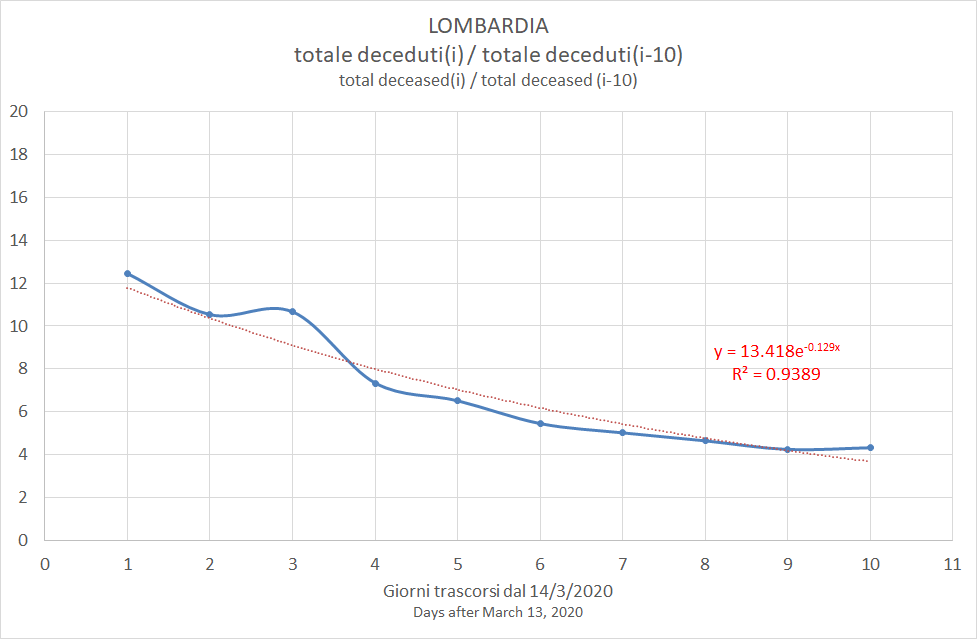 LOMBARDIA
totale deceduti(i) / totale deceduti(i-10)
total deceased(i) / total deceased (i-10)
20
18
16
14
12
10
8
6
4
2
0
y = 13.418e^-0.129x
R² = 0.9389
0 1 2 3 4 5 6 7 8 9 10 11
Giorni trascorsi dal 14/3/2020
Days after March 13, 2020